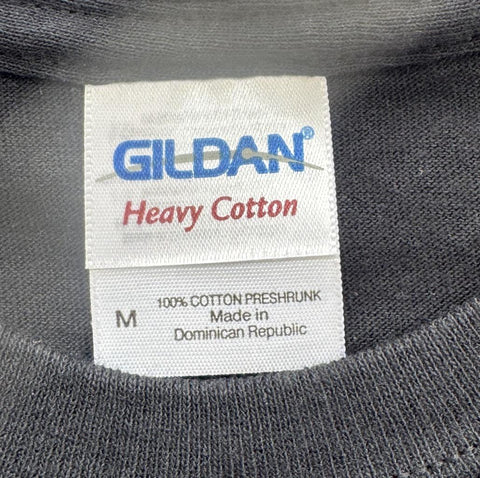 GILDAN®
Heavy Cotton
M
100% COTTON PRESHRUNK
Made in
Dominican Republic